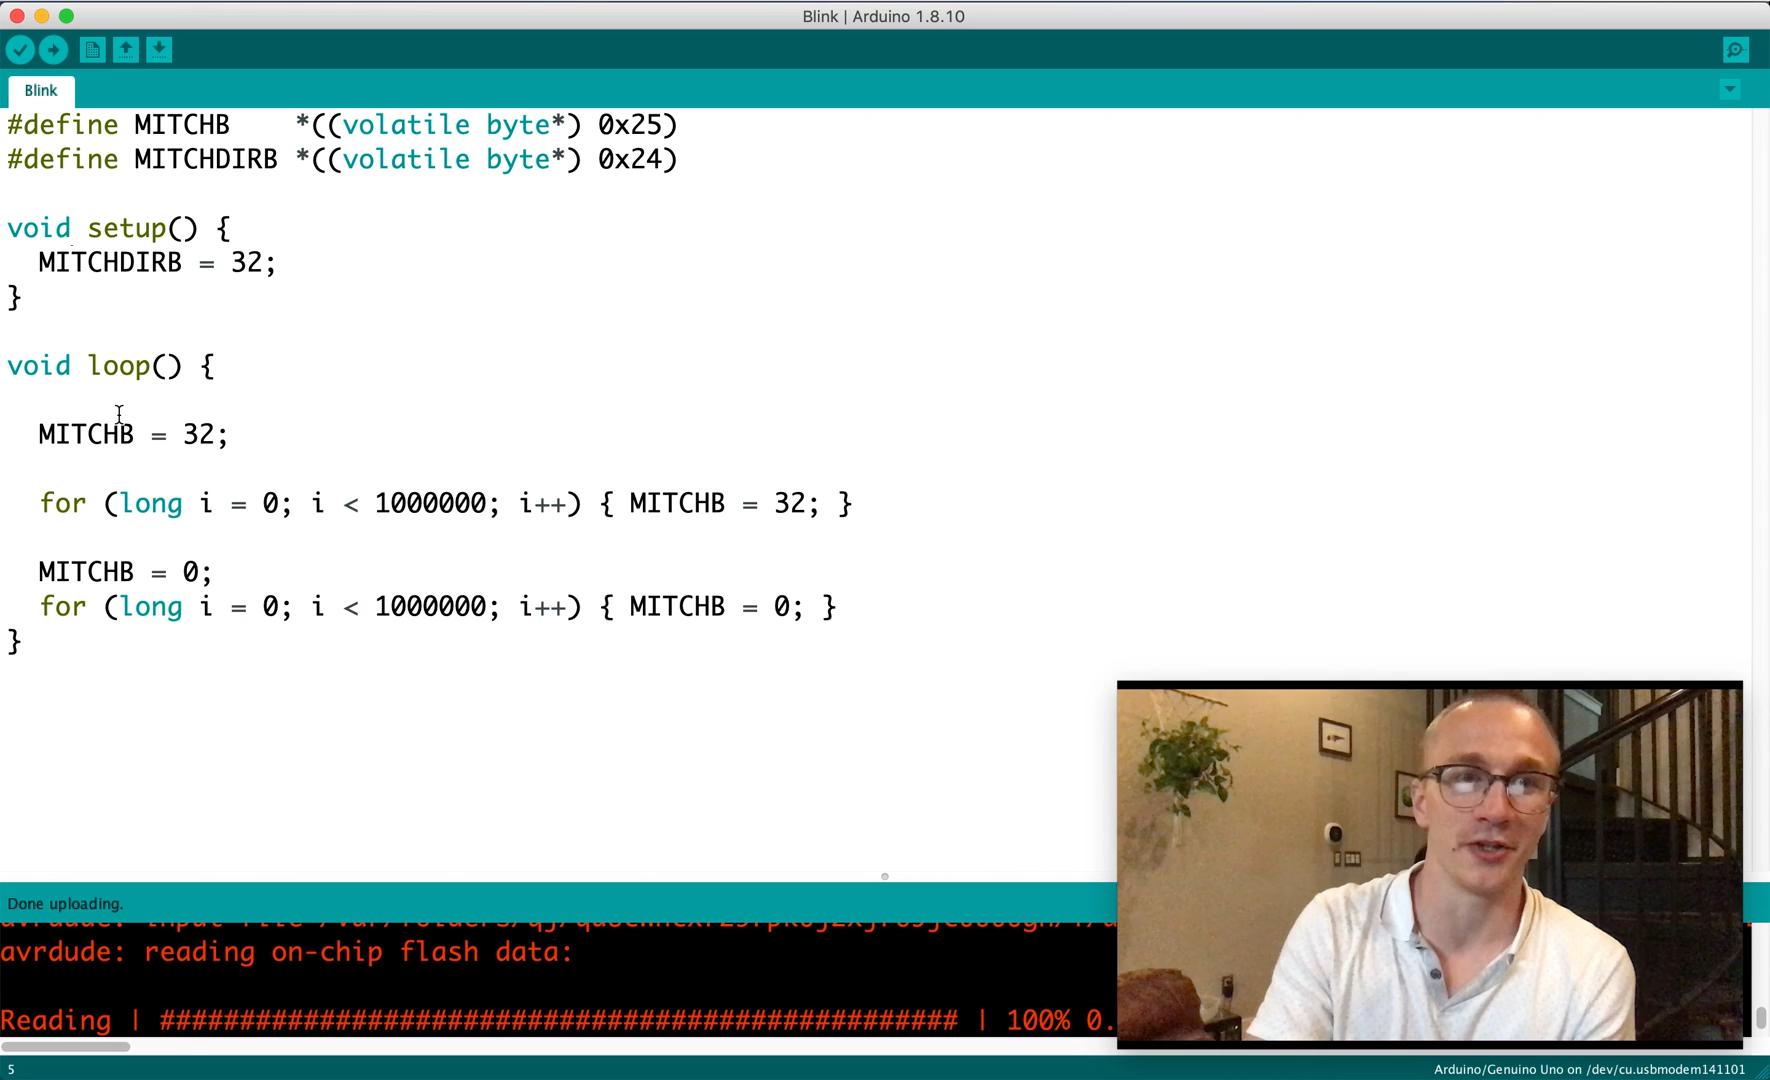 Blink | Arduino 1.8.10
Blink
#define MITCHB    *((volatile byte*) 0x25)
#define MITCHDIRB *((volatile byte*) 0x24)
void setup() {
  MITCHDIRB = 32;
}
void loop() {
  MITCHB = 32;
  for (long i = 0; i < 1000000; i++) { MITCHB = 32; }
  MITCHB = 0;
  for (long i = 0; i < 1000000; i++) { MITCHB = 0; }
}
Done uploading.
avrdude: input file
avrdude: reading on-chip flash data:
Reading | ################################################## | 100% 0.
5
Arduino/Genuino Uno on /dev/cu.usbmodem141101